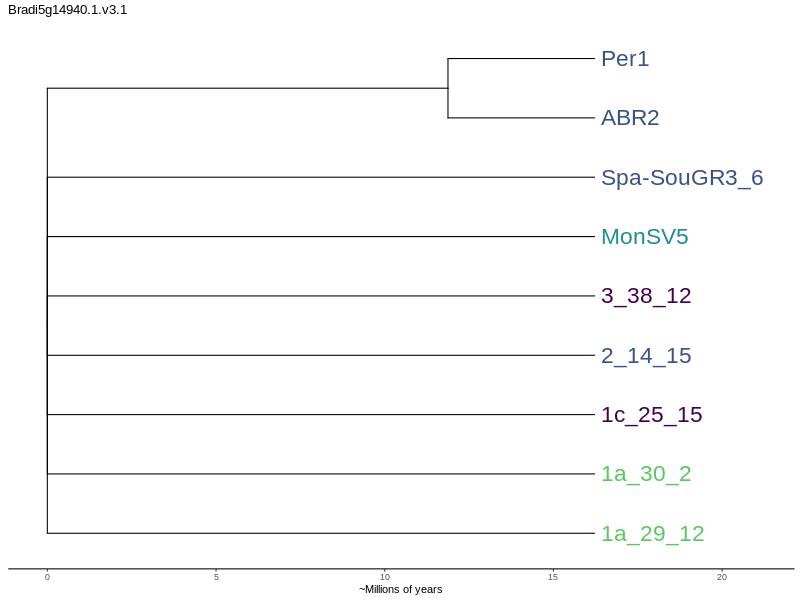 Bradi5g14940.1.v3.1
Per1
ABR2
Spa-SouGR3_6
MonSV5
3_38_12
2_14_15
1c_25_15
1a_30_2
1a_29_12
0 5 10 15 20
~Millions of years